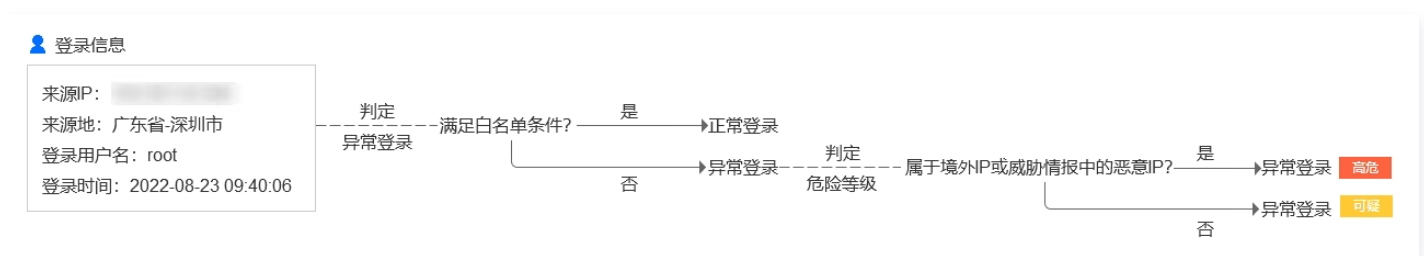 登录信息
来源IP：
来源地：广东省-深圳市
登录用户名：root
登录时间：2022-08-23 09:40:06
判定
异常登录
满足白名单条件？
是
正常登录
否
异常登录
判定
危险等级
属于境外IP或威胁情报中的恶意IP？
是
异常登录 高危
否
异常登录 可疑